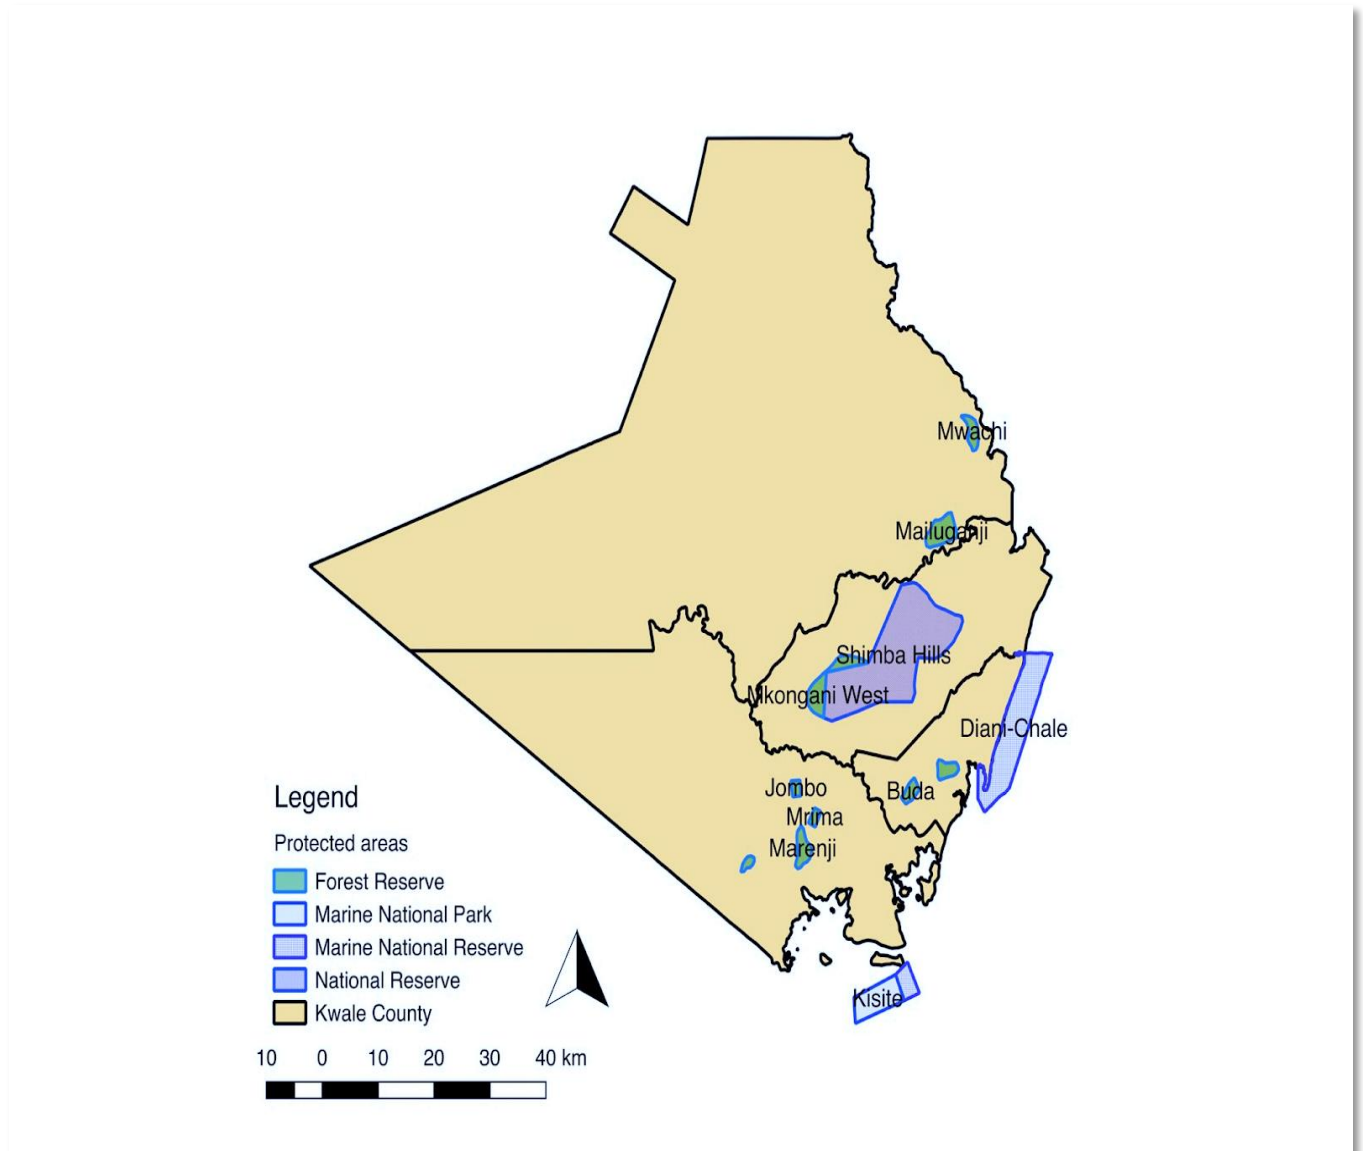 Mwachi
Mailuganji
Shimba Hills
Mkongani West
Diani-Chale
Jombo
Buda
Mrima
Marenji
Kisite
Legend
Protected areas
Forest Reserve
Marine National Park
Marine National Reserve
National Reserve
Kwale County
10 0 10 20 30 40 km